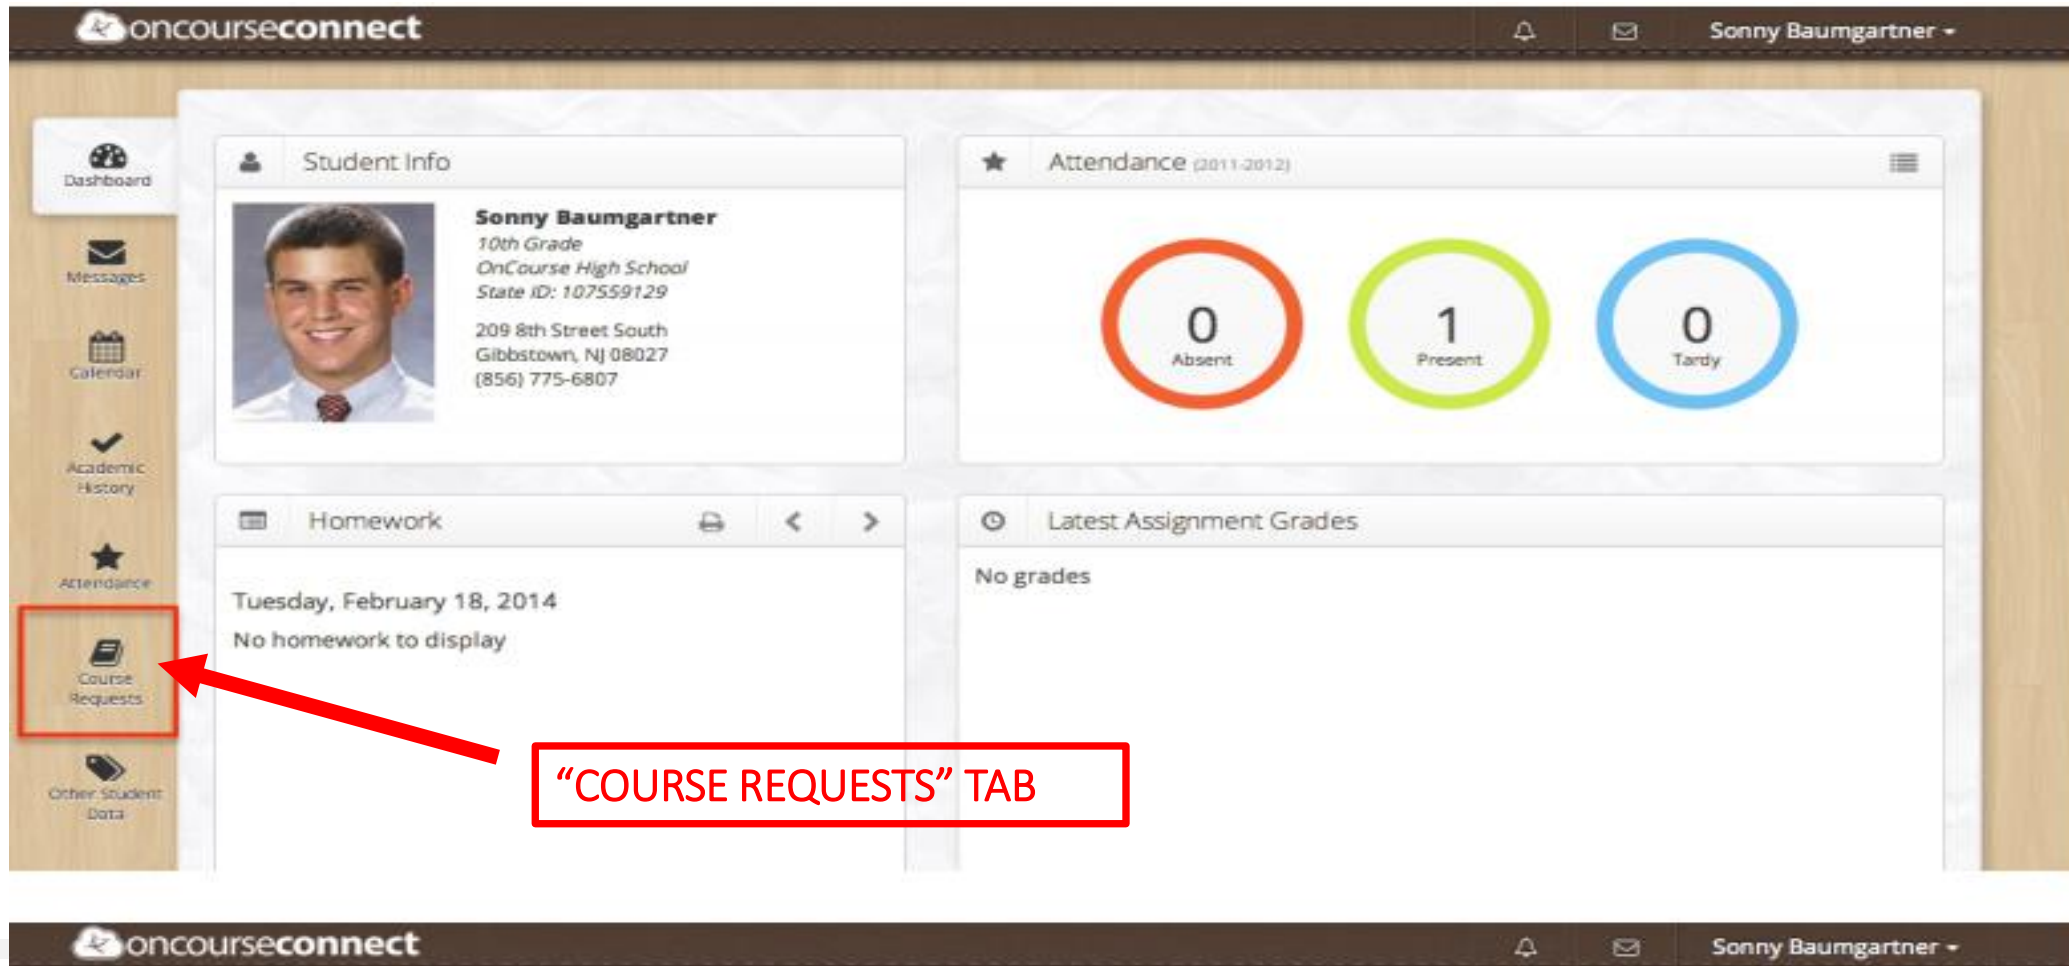 oncourseconnect
Sonny Baumgartner
Dashboard
Messages
Calendar
Academic
History
Attendance
Course
Requests
Other Student
Data
Student Info
Sonny Baumgartner
10th Grade
OnCourse High School
State ID: 107559129
209 8th Street South
Gibbstown, NJ 08027
(856) 775-6807
Attendance (2011-2012)
0
Absent
1
Present
0
Tardy
Homework
Tuesday, February 18, 2014
No homework to display
Latest Assignment Grades
No grades
“COURSE REQUESTS” TAB
oncourseconnect
Sonny Baumgartner